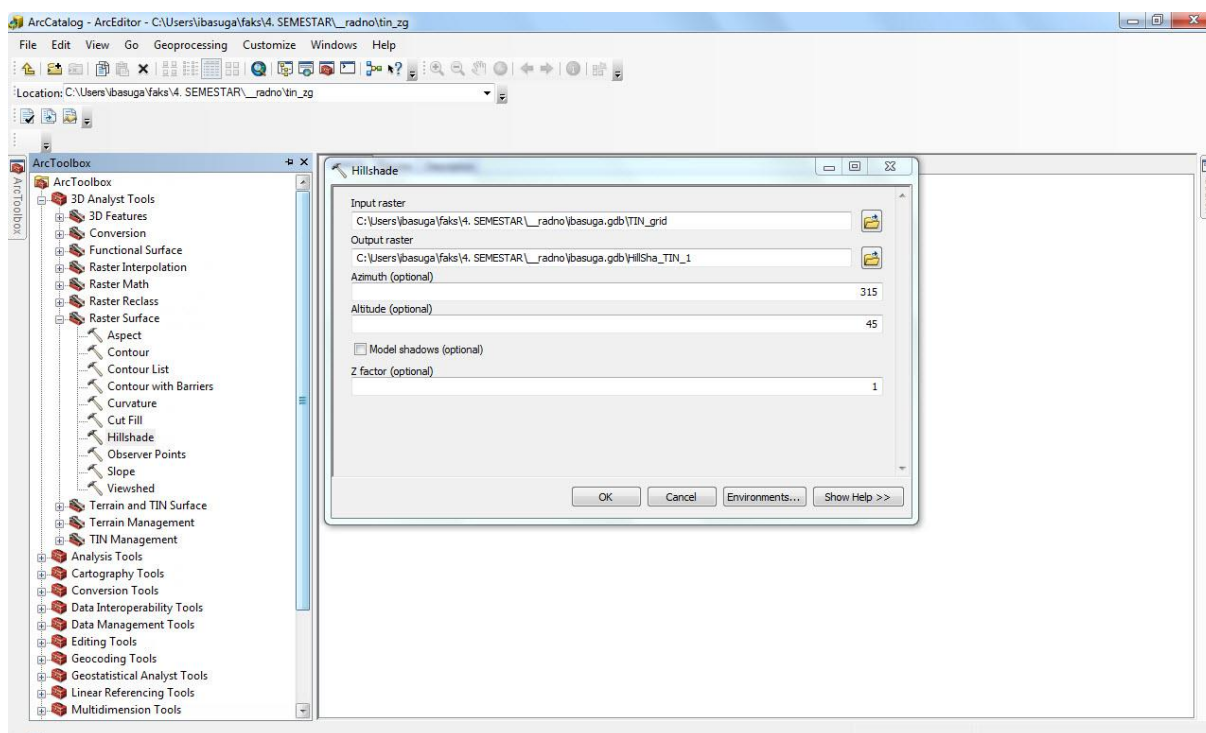 ArcCatalog - ArcEditor - C:\Users\ibasuga\faks\4. SEMESTAR\__radno\tin_zg
File Edit View Go Geoprocessing Customize Windows Help
Location: C:\Users\ibasuga\faks\4. SEMESTAR\__radno\tin_zg
ArcToolbox
ArcToolbox
ArcToolbox
3D Analyst Tools
3D Features
Conversion
Functional Surface
Raster Interpolation
Raster Math
Raster Reclass
Raster Surface
Aspect
Contour
Contour List
Contour with Barriers
Curvature
Cut Fill
Hillshade
Observer Points
Slope
Viewshed
Terrain and TIN Surface
Terrain Management
TIN Management
Analysis Tools
Cartography Tools
Conversion Tools
Data Interoperability Tools
Data Management Tools
Editing Tools
Geocoding Tools
Geostatistical Analyst Tools
Linear Referencing Tools
Multidimension Tools
Hillshade
Input raster
C:\Users\ibasuga\faks\4. SEMESTAR\__radno\ibasuga.gdb\TIN_grid
Output raster
C:\Users\ibasuga\faks\4. SEMESTAR\__radno\ibasuga.gdb\HillSha_TIN_1
Azimuth (optional)
315
Altitude (optional)
45
Model shadows (optional)
Z factor (optional)
1
OK Cancel Environments... Show Help >>